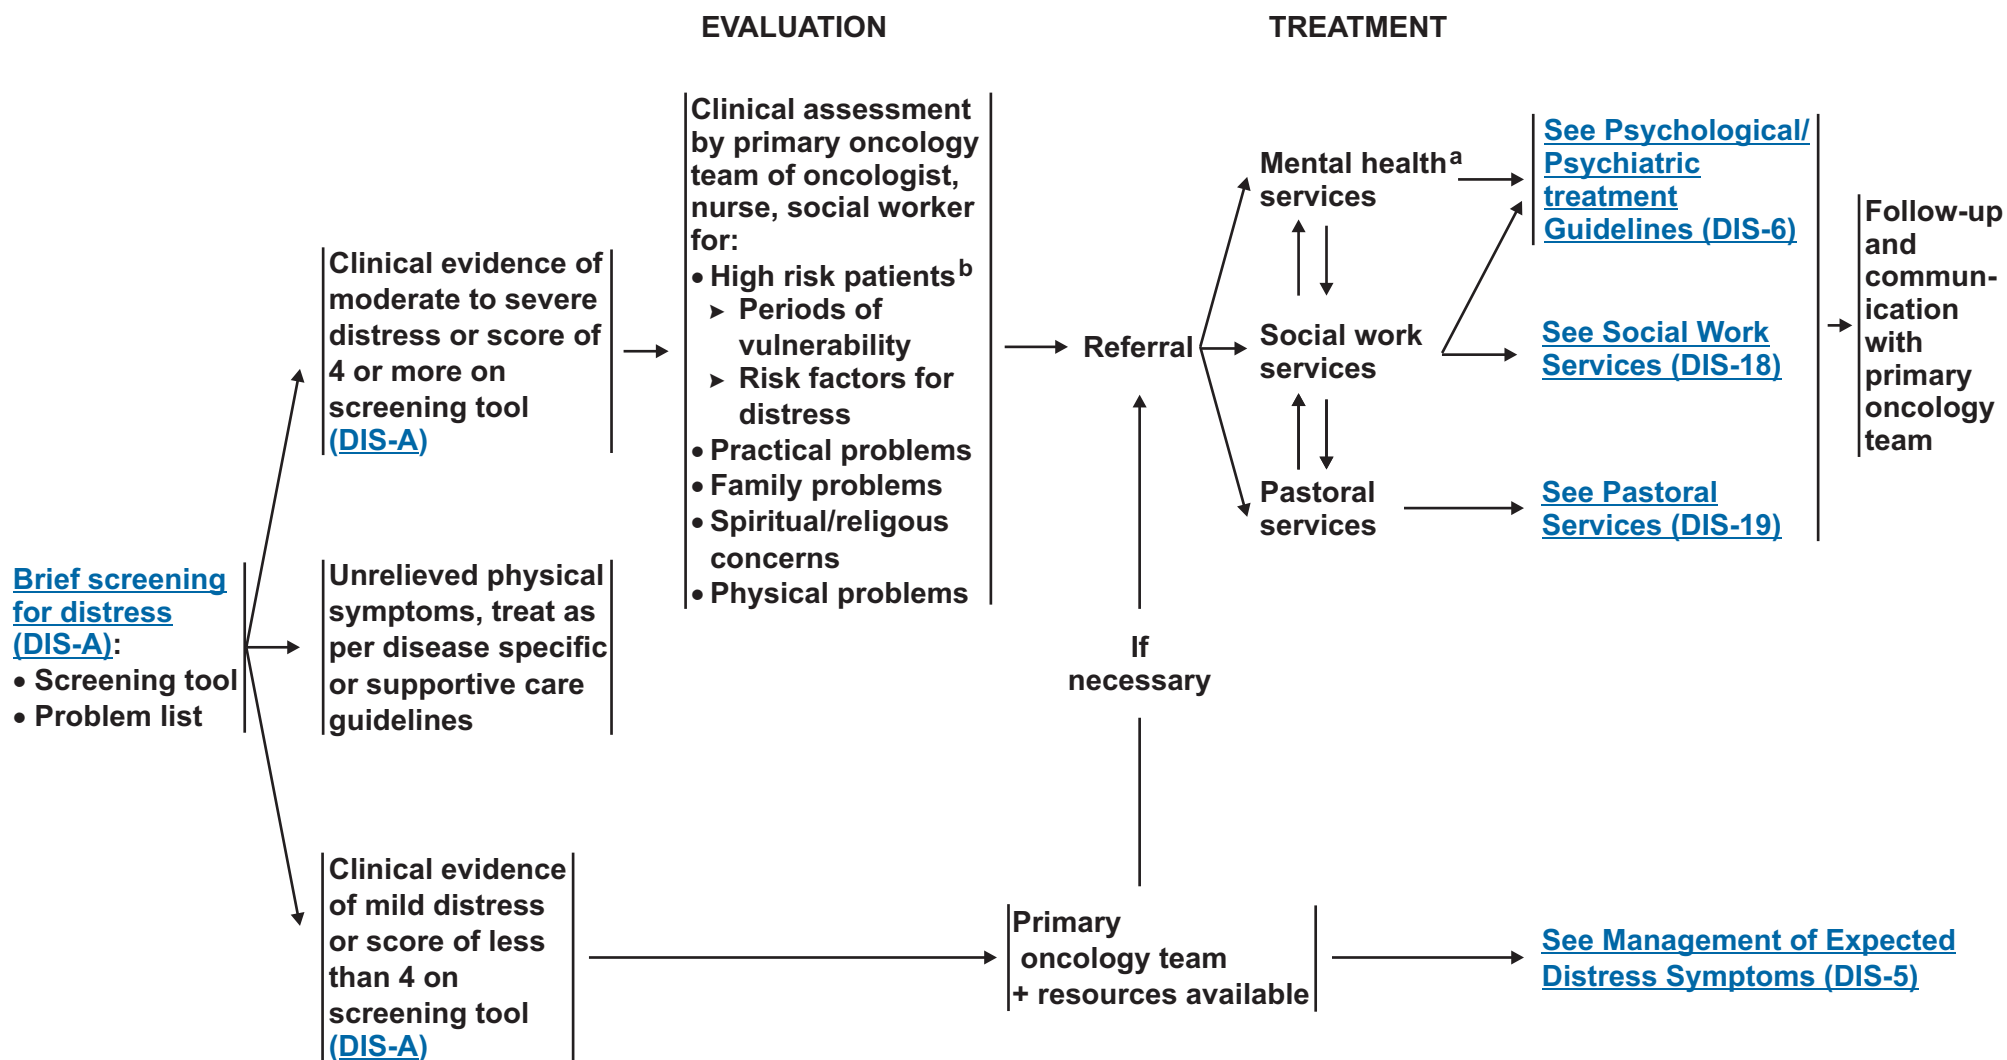 EVALUATION
TREATMENT
Brief screening
for distress
(DIS-A):
• Screening tool
• Problem list
Clinical evidence of
moderate to severe
distress or score of
4 or more on
screening tool
(DIS-A)
Unrelieved physical
symptoms, treat as
per disease specific
or supportive care
guidelines
Clinical evidence
of mild distress
or score of less
than 4 on
screening tool
(DIS-A)
Clinical assessment
by primary oncology
team of oncologist,
nurse, social worker
for:
• High risk patients b
➤ Periods of
vulnerability
➤ Risk factors for
distress
• Practical problems
• Family problems
• Spiritual/religous
concerns
• Physical problems
Referral
If
necessary
Primary
oncology team
+ resources available
Mental health a
services
Social work
services
Pastoral
services
See Psychological/
Psychiatric
treatment
Guidelines (DIS-6)
See Social Work
Services (DIS-18)
See Pastoral
Services (DIS-19)
See Management of Expected
Distress Symptoms (DIS-5)
Follow-up
and
commun-
ication
with
primary
oncology
team